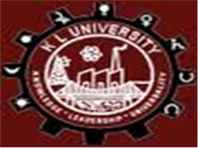 K L UNIVERSITY
KNOWLEDGE - LEADERSHIP - UNIVERSALITY